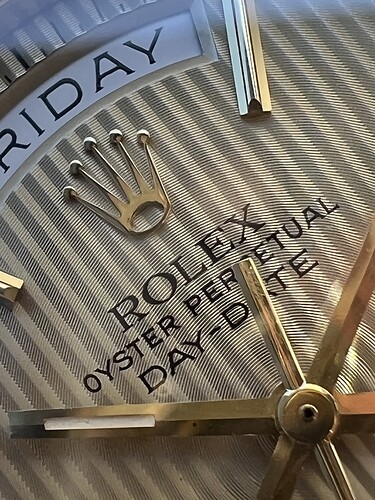 RIDAY
ROLEX
OYSTER PERPETUAL
DAY-DATE